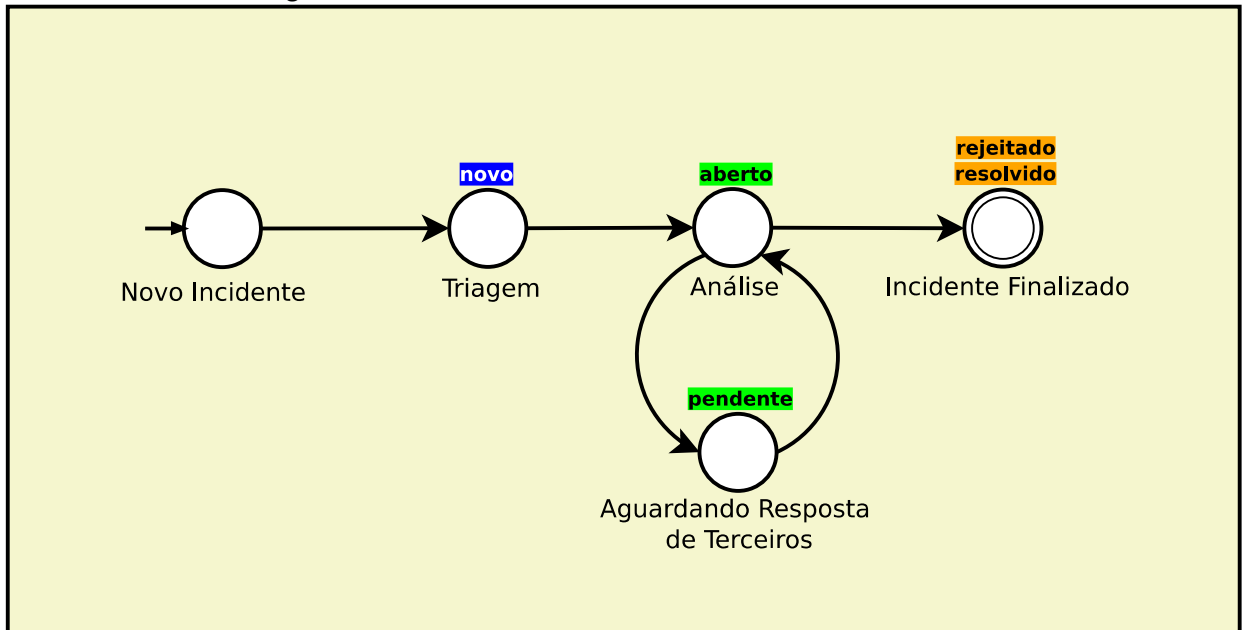 rejeitado
novo
aberto
resolvido
Novo Incidente
Triagem
Análise
Incidente Finalizado
pendente
Aguardando Resposta
de Terceiros